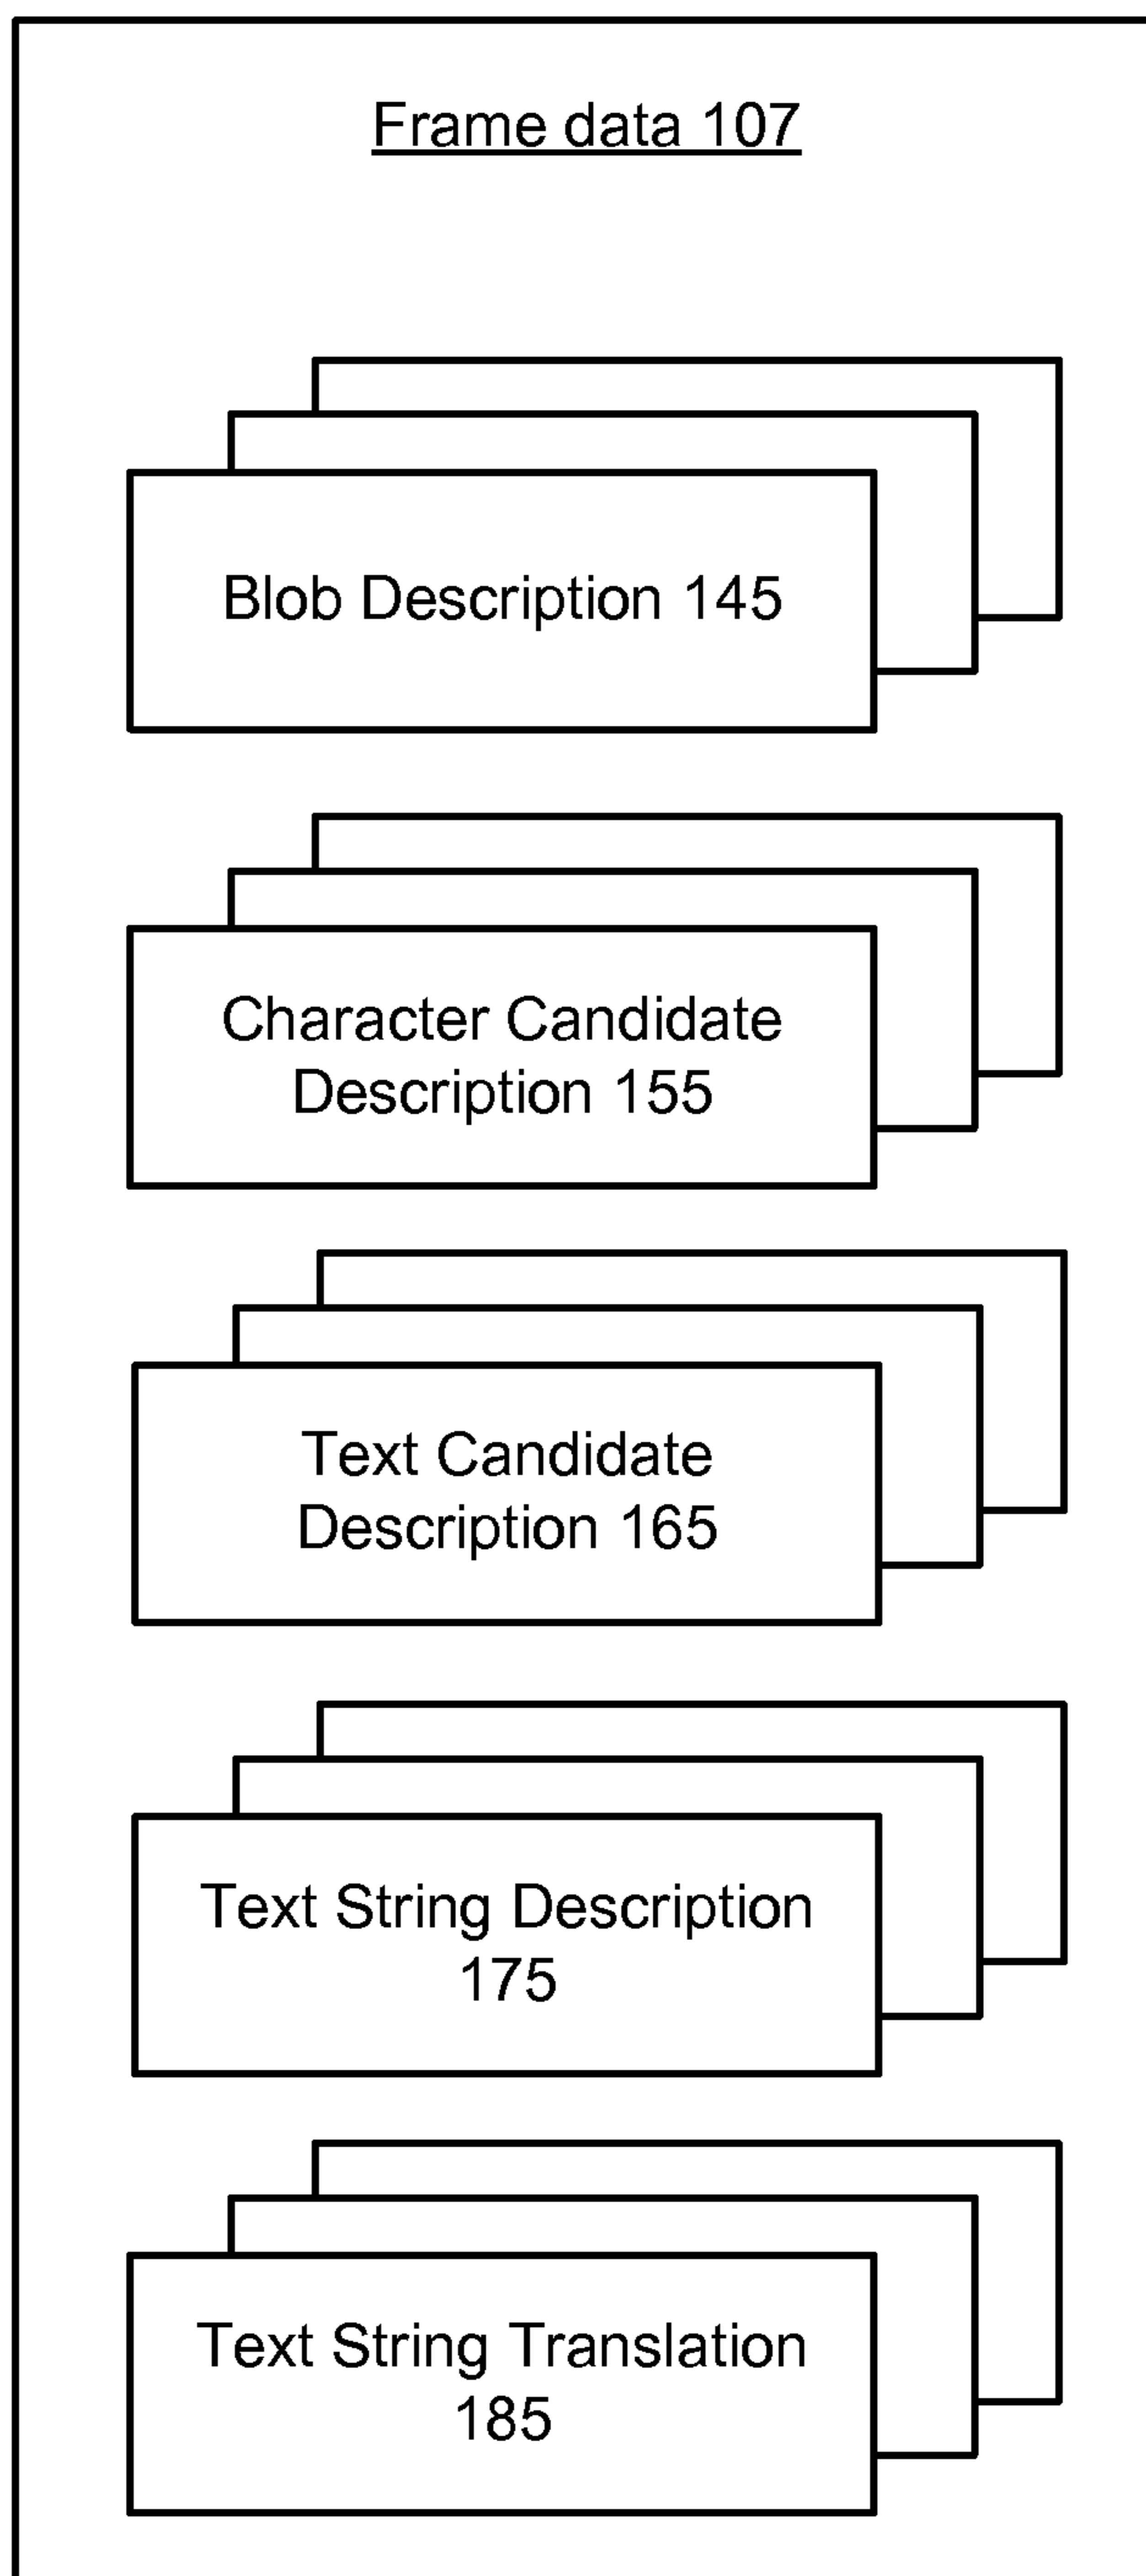 Frame data 107
Blob Description 145
Character Candidate
Description 155
Text Candidate
Description 165
Text String Description
175
Text String Translation
185